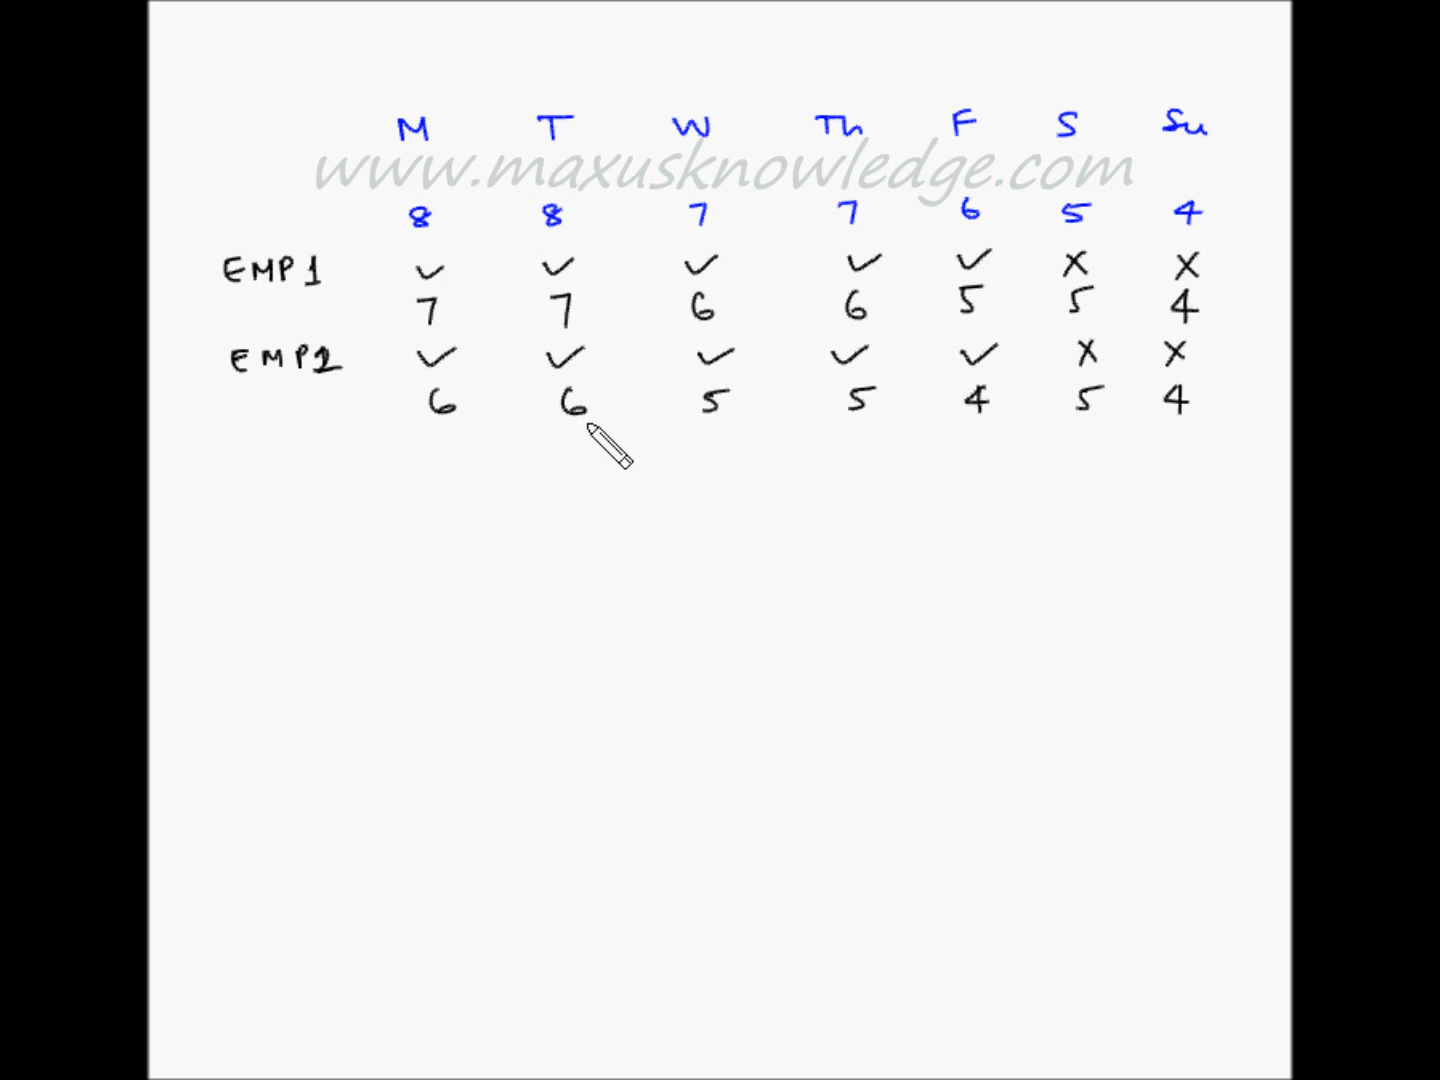 M T W Th F S Su
www.maxusknowledge.com
8 8 7 7 6 5 4
EMP1 ✓ ✓ ✓ ✓ ✓ X X
7 7 6 6 5 5 4
EMP2 ✓ ✓ ✓ ✓ ✓ X X
6 6 5 5 4 5 4